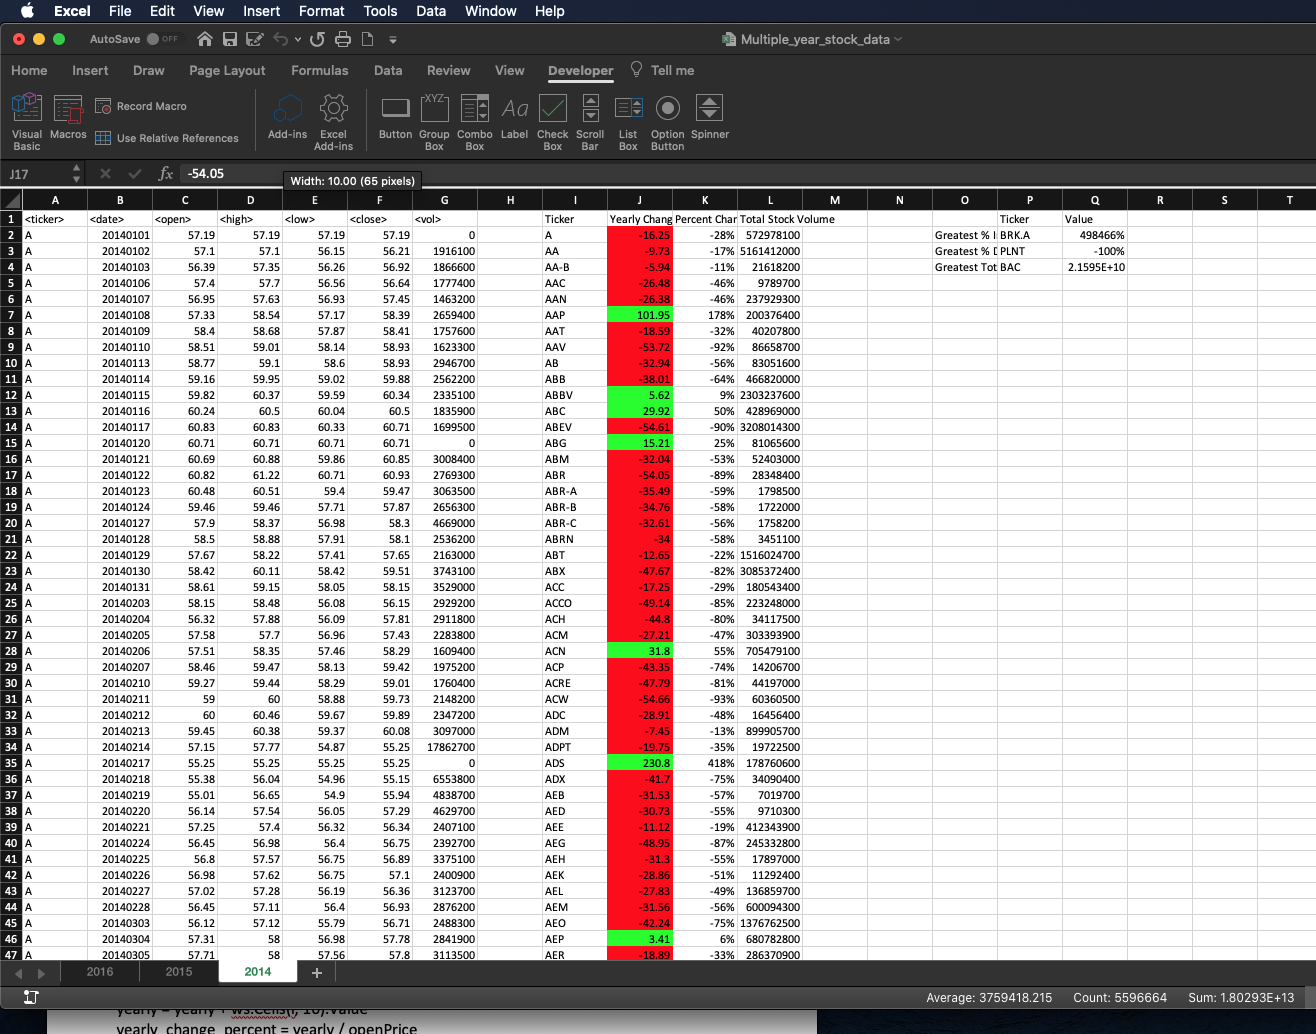 Excel File Edit View Insert Format Tools Data Window Help
AutoSave OFF Multiple_year_stock_data
Home Insert Draw Page Layout Formulas Data Review View Developer Tell me
Visual Basic Macros Record Macro Use Relative References Add-ins Excel Add-ins Button Group Box Combo Box Label Check Box Scroll Bar List Box Option Button Spinner
XYZ Aa
J17 fx -54.05
Width: 10.00 (65 pixels)
A B C D E F G H I J K L M N O P Q R S T
1 <ticker> <date> <open> <high> <low> <close> <vol> Ticker Yearly Chang Percent Char Total Stock Volume Ticker Value
2 A 20140101 57.19 57.19 57.19 57.19 0 A -16.25 -28% 572978100 Greatest % I BRK.A 498466%
3 A 20140102 57.1 57.1 56.15 56.21 1916100 AA -9.73 -17% 5161412000 Greatest % D PLNT -100%
4 A 20140103 56.39 57.35 56.26 56.92 1866600 AA-B -5.94 -11% 21618200 Greatest Tot BAC 2.1595E+10
5 A 20140106 57.4 57.7 56.56 56.64 1777400 AAC -26.48 -46% 9789700
6 A 20140107 56.95 57.63 56.93 57.45 1463200 AAN -26.38 -46% 237929300
7 A 20140108 57.33 58.54 57.17 58.39 2659400 AAP 101.95 178% 200376400
8 A 20140109 58.4 58.68 57.87 58.41 1757600 AAT -18.59 -32% 40207800
9 A 20140110 58.51 59.01 58.14 58.93 1623300 AAV -53.72 -92% 86658700
10 A 20140113 58.77 59.1 58.6 58.93 2946700 AB -32.94 -56% 83051600
11 A 20140114 59.16 59.95 59.02 59.88 2562200 ABB -38.01 -64% 466820000
12 A 20140115 59.82 60.37 59.59 60.34 2335100 ABBV 5.62 9% 2303237600
13 A 20140116 60.24 60.5 60.04 60.5 1835900 ABC 29.92 50% 428969000
14 A 20140117 60.83 60.83 60.33 60.71 1699500 ABEV -54.61 -90% 3208014300
15 A 20140120 60.71 60.71 60.71 60.71 0 ABG 15.21 25% 81065600
16 A 20140121 60.69 60.88 59.86 60.85 3008400 ABM -32.04 -53% 52403000
17 A 20140122 60.82 61.22 60.71 60.93 2769300 ABR -54.05 -89% 28348400
18 A 20140123 60.48 60.51 59.4 59.47 3063500 ABR-A -35.49 -59% 1798500
19 A 20140124 59.46 59.46 57.71 57.87 2656300 ABR-B -34.76 -58% 1722000
20 A 20140127 57.9 58.37 56.98 58.3 4669000 ABR-C -32.61 -56% 1758200
21 A 20140128 58.5 58.88 57.91 58.1 2536200 ABRN -34 -58% 3451100
22 A 20140129 57.67 58.22 57.41 57.65 2163000 ABT -12.65 -22% 1516024700
23 A 20140130 58.42 60.11 58.42 59.51 3743100 ABX -47.67 -82% 3085372400
24 A 20140131 58.61 59.15 58.05 58.15 3529000 ACC -17.25 -29% 180543400
25 A 20140203 58.15 58.48 56.08 56.15 2929200 ACCO -49.14 -85% 223248000
26 A 20140204 56.32 57.88 56.09 57.81 2911800 ACH -44.8 -80% 34117500
27 A 20140205 57.58 57.7 56.96 57.43 2283800 ACM -27.21 -47% 303393900
28 A 20140206 57.51 58.35 57.46 58.29 1609400 ACN 31.8 55% 705479100
29 A 20140207 58.46 59.47 58.13 59.42 1975200 ACP -43.35 -74% 14206700
30 A 20140210 59.27 59.44 58.29 59.01 1760400 ACRE -47.79 -81% 44197000
31 A 20140211 59 60 58.88 59.73 2148200 ACW -54.66 -93% 60360500
32 A 20140212 60 60.46 59.67 59.89 2347200 ADC -28.91 -48% 16456400
33 A 20140213 59.45 60.38 59.37 60.08 3097000 ADM -7.45 -13% 899905700
34 A 20140214 57.15 57.77 54.87 55.25 17862700 ADPT -19.75 -35% 19722500
35 A 20140217 55.25 55.25 55.25 55.25 0 ADS 230.8 418% 178760600
36 A 20140218 55.38 56.04 54.96 55.15 6553800 ADX -41.7 -75% 34090400
37 A 20140219 55.01 56.65 54.9 55.94 4838700 AEB -31.53 -57% 7019700
38 A 20140220 56.14 57.54 56.05 57.29 4629700 AED -30.73 -55% 9710300
39 A 20140221 57.25 57.4 56.32 56.34 2407100 AEE -11.12 -19% 412343900
40 A 20140224 56.45 56.98 56.4 56.75 2392700 AEG -48.95 -87% 245332800
41 A 20140225 56.8 57.57 56.75 56.89 3375100 AEH -31.3 -55% 17897000
42 A 20140226 56.98 57.62 56.75 57.1 2400900 AEK -28.86 -51% 11292400
43 A 20140227 57.02 57.28 56.19 56.36 3123700 AEL -27.83 -49% 136859700
44 A 20140228 56.45 57.11 56.4 56.93 2876200 AEM -31.56 -56% 600094300
45 A 20140303 56.12 57.12 55.79 56.71 2488300 AEO -42.24 -75% 1376762500
46 A 20140304 57.31 58 56.98 57.78 2841900 AEP 3.41 6% 680782800
47 A 20140305 57.71 58 57.56 57.8 3113500 AER -18.89 -33% 286370900
2016 2015 2014 +
Average: 3759418.215 Count: 5596664 Sum: 1.80293E+13
yearly = yearly + ws.Cells(i, 10).Value
yearly_change_percent = yearly / openPrice